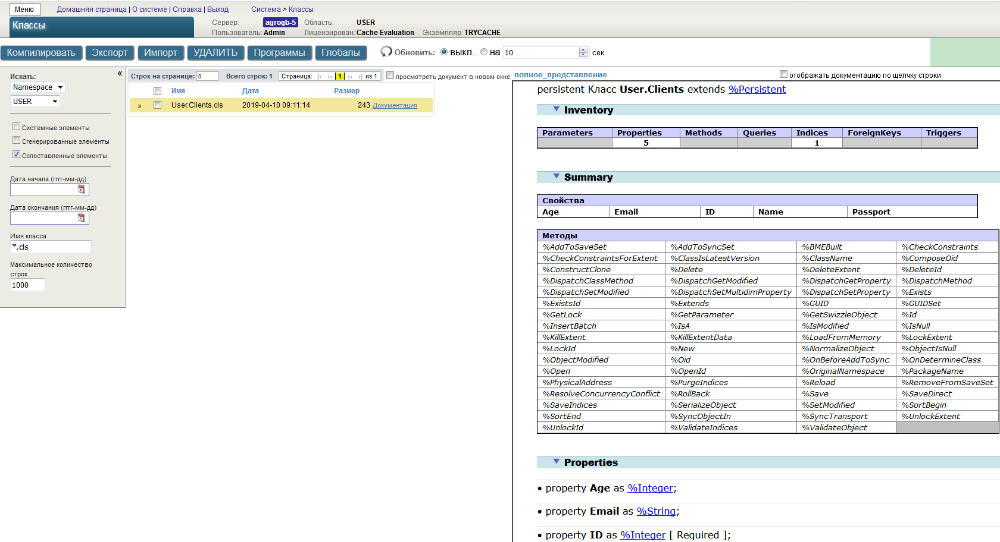 Меню Домашняя страница | О системе | Справка | Выход Система > Классы
Классы
Сервер: agrogb-5 Область: USER
Пользователь: Admin Лицензирован: Cache Evaluation Экземпляр: TRYCACHE
Компилировать Экспорт Импорт УДАЛИТЬ Программы Глобалы Обновить: выкл. на 10 сек
Искать: «
Namespace
USER
Системные элементы
Сгенерированные элементы
Сопоставленные элементы
Дата начала (гггг-мм-дд)
Дата окончания (гггг-мм-дд)
Имя класса
*.cls
Максимальное количество
строк
1000
Строк на странице: 0 Всего строк: 1 Страница: |‹ ‹‹ 1 ›› ›| из 1 просмотреть документ в новом окне
Имя Дата Размер
» User.Clients.cls 2019-04-10 09:11:14 243 Документация
полное_представление отображать документацию по щелчку строки
persistent Класс User.Clients extends %Persistent
Inventory
Parameters Properties Methods Queries Indices ForeignKeys Triggers
5 1
Summary
Свойства
Age Email ID Name Passport
Методы
%AddToSaveSet %AddToSyncSet %BMEBuilt %CheckConstraints
%CheckConstraintsForExtent %ClassIsLatestVersion %ClassName %ComposeOid
%ConstructClone %Delete %DeleteExtent %DeleteId
%DispatchClassMethod %DispatchGetModified %DispatchGetProperty %DispatchMethod
%DispatchSetModified %DispatchSetMultidimProperty %DispatchSetProperty %Exists
%ExistsId %Extends %GUID %GUIDSet
%GetLock %GetParameter %GetSwizzleObject %Id
%InsertBatch %IsA %IsModified %IsNull
%KillExtent %KillExtentData %LoadFromMemory %LockExtent
%LockId %New %NormalizeObject %ObjectIsNull
%ObjectModified %Oid %OnBeforeAddToSync %OnDetermineClass
%Open %OpenId %OriginalNamespace %PackageName
%PhysicalAddress %PurgeIndices %Reload %RemoveFromSaveSet
%ResolveConcurrencyConflict %RollBack %Save %SaveDirect
%SaveIndices %SerializeObject %SetModified %SortBegin
%SortEnd %SyncObjectIn %SyncTransport %UnlockExtent
%UnlockId %ValidateIndices %ValidateObject
Properties
• property Age as %Integer;
• property Email as %String;
• property ID as %Integer [ Required ];